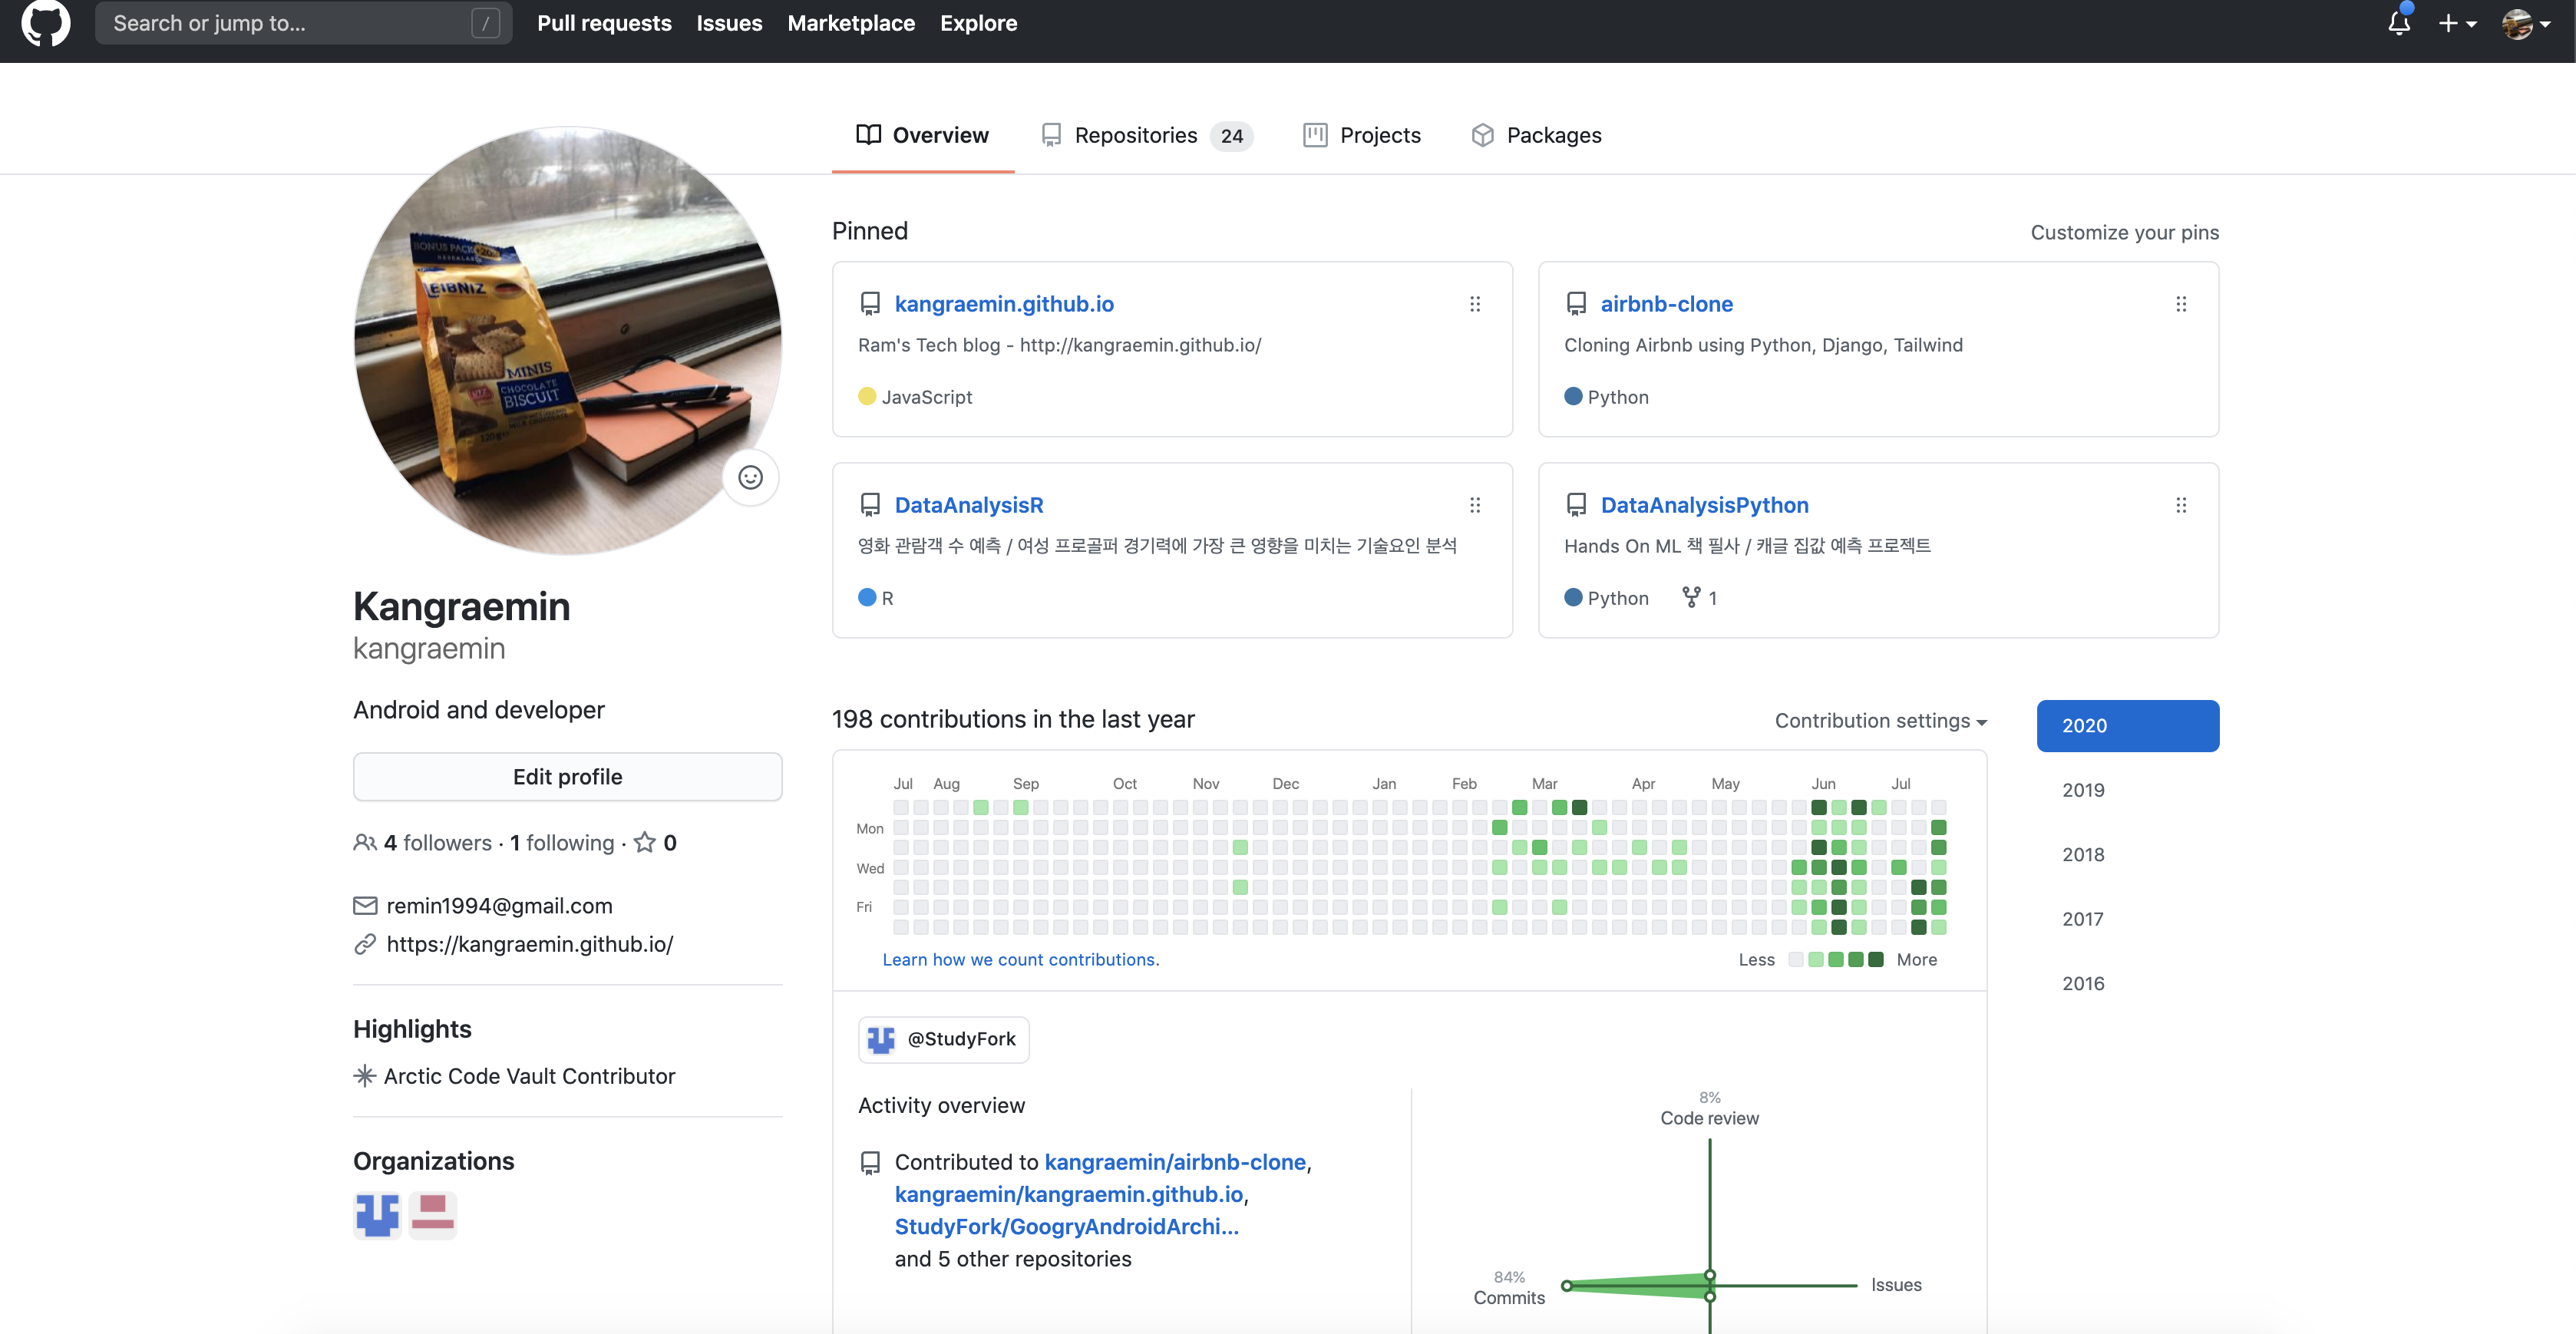 Search or jump to... /
Pull requests Issues Marketplace Explore
Overview Repositories 24 Projects Packages
BONUS PACK
LEIBNIZ
MINIS
CHOCOLATE
BISCUIT
120g
Kangraemin
kangraemin
Android and developer
Edit profile
4 followers · 1 following · 0
remin1994@gmail.com
https://kangraemin.github.io/
Highlights
Arctic Code Vault Contributor
Organizations
Pinned
Customize your pins
kangraemin.github.io
Ram's Tech blog - http://kangraemin.github.io/
JavaScript
airbnb-clone
Cloning Airbnb using Python, Django, Tailwind
Python
DataAnalysisR
영화 관람객 수 예측 / 여성 프로골퍼 경기력에 가장 큰 영향을 미치는 기술요인 분석
R
DataAnalysisPython
Hands On ML 책 필사 / 캐글 집값 예측 프로젝트
Python 1
198 contributions in the last year
Contribution settings
Jul Aug Sep Oct Nov Dec Jan Feb Mar Apr May Jun Jul
Mon
Wed
Fri
Learn how we count contributions.
Less More
@StudyFork
Activity overview
Contributed to kangraemin/airbnb-clone,
kangraemin/kangraemin.github.io,
StudyFork/GoogryAndroidArchi...
and 5 other repositories
8%
Code review
84%
Commits
Issues
2020
2019
2018
2017
2016